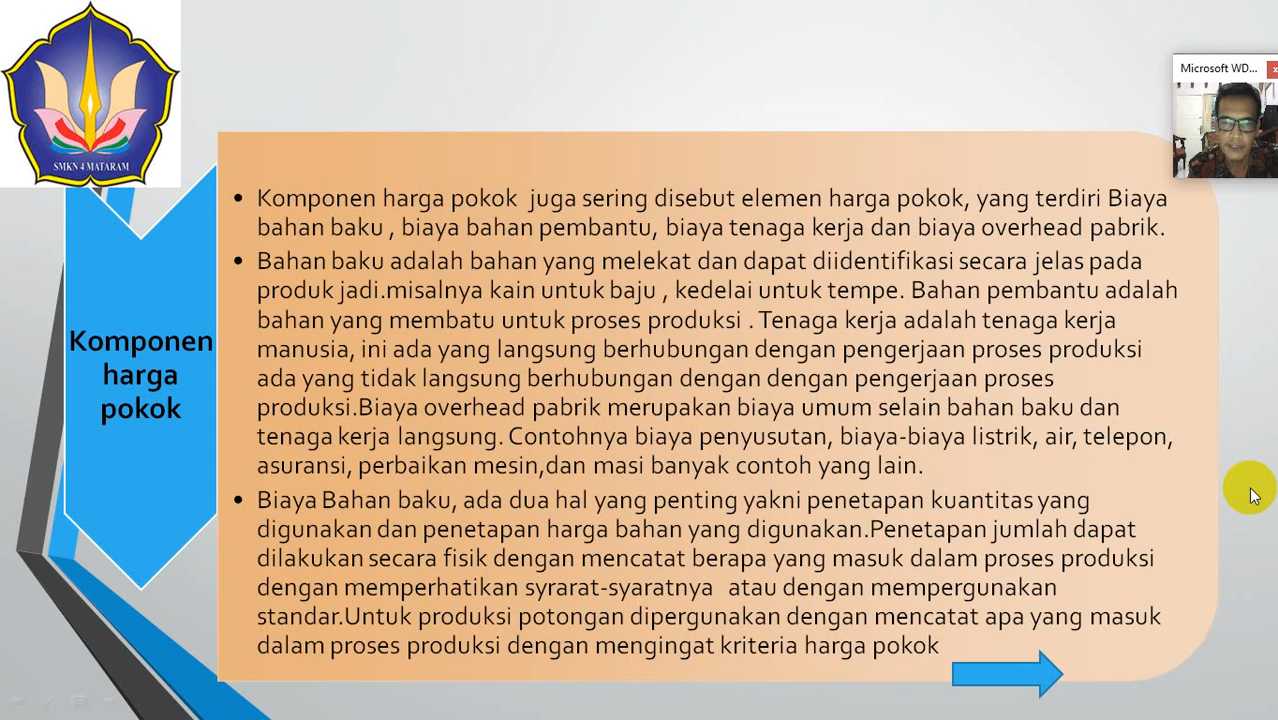 SMKN 4 MATARAM
Microsoft WD...
Komponen
harga
pokok
• Komponen harga pokok juga sering disebut elemen harga pokok, yang terdiri Biaya
bahan baku , biaya bahan pembantu, biaya tenaga kerja dan biaya overhead pabrik.
• Bahan baku adalah bahan yang melekat dan dapat diidentifikasi secara jelas pada
produk jadi.misalnya kain untuk baju , kedelai untuk tempe. Bahan pembantu adalah
bahan yang membatu untuk proses produksi . Tenaga kerja adalah tenaga kerja
manusia, ini ada yang langsung berhubungan dengan pengerjaan proses produksi
ada yang tidak langsung berhubungan dengan dengan pengerjaan proses
produksi.Biaya overhead pabrik merupakan biaya umum selain bahan baku dan
tenaga kerja langsung. Contohnya biaya penyusutan, biaya-biaya listrik, air, telepon,
asuransi, perbaikan mesin,dan masi banyak contoh yang lain.
• Biaya Bahan baku, ada dua hal yang penting yakni penetapan kuantitas yang
digunakan dan penetapan harga bahan yang digunakan.Penetapan jumlah dapat
dilakukan secara fisik dengan mencatat berapa yang masuk dalam proses produksi
dengan memperhatikan syrarat-syaratnya atau dengan mempergunakan
standar.Untuk produksi potongan dipergunakan dengan mencatat apa yang masuk
dalam proses produksi dengan mengingat kriteria harga pokok